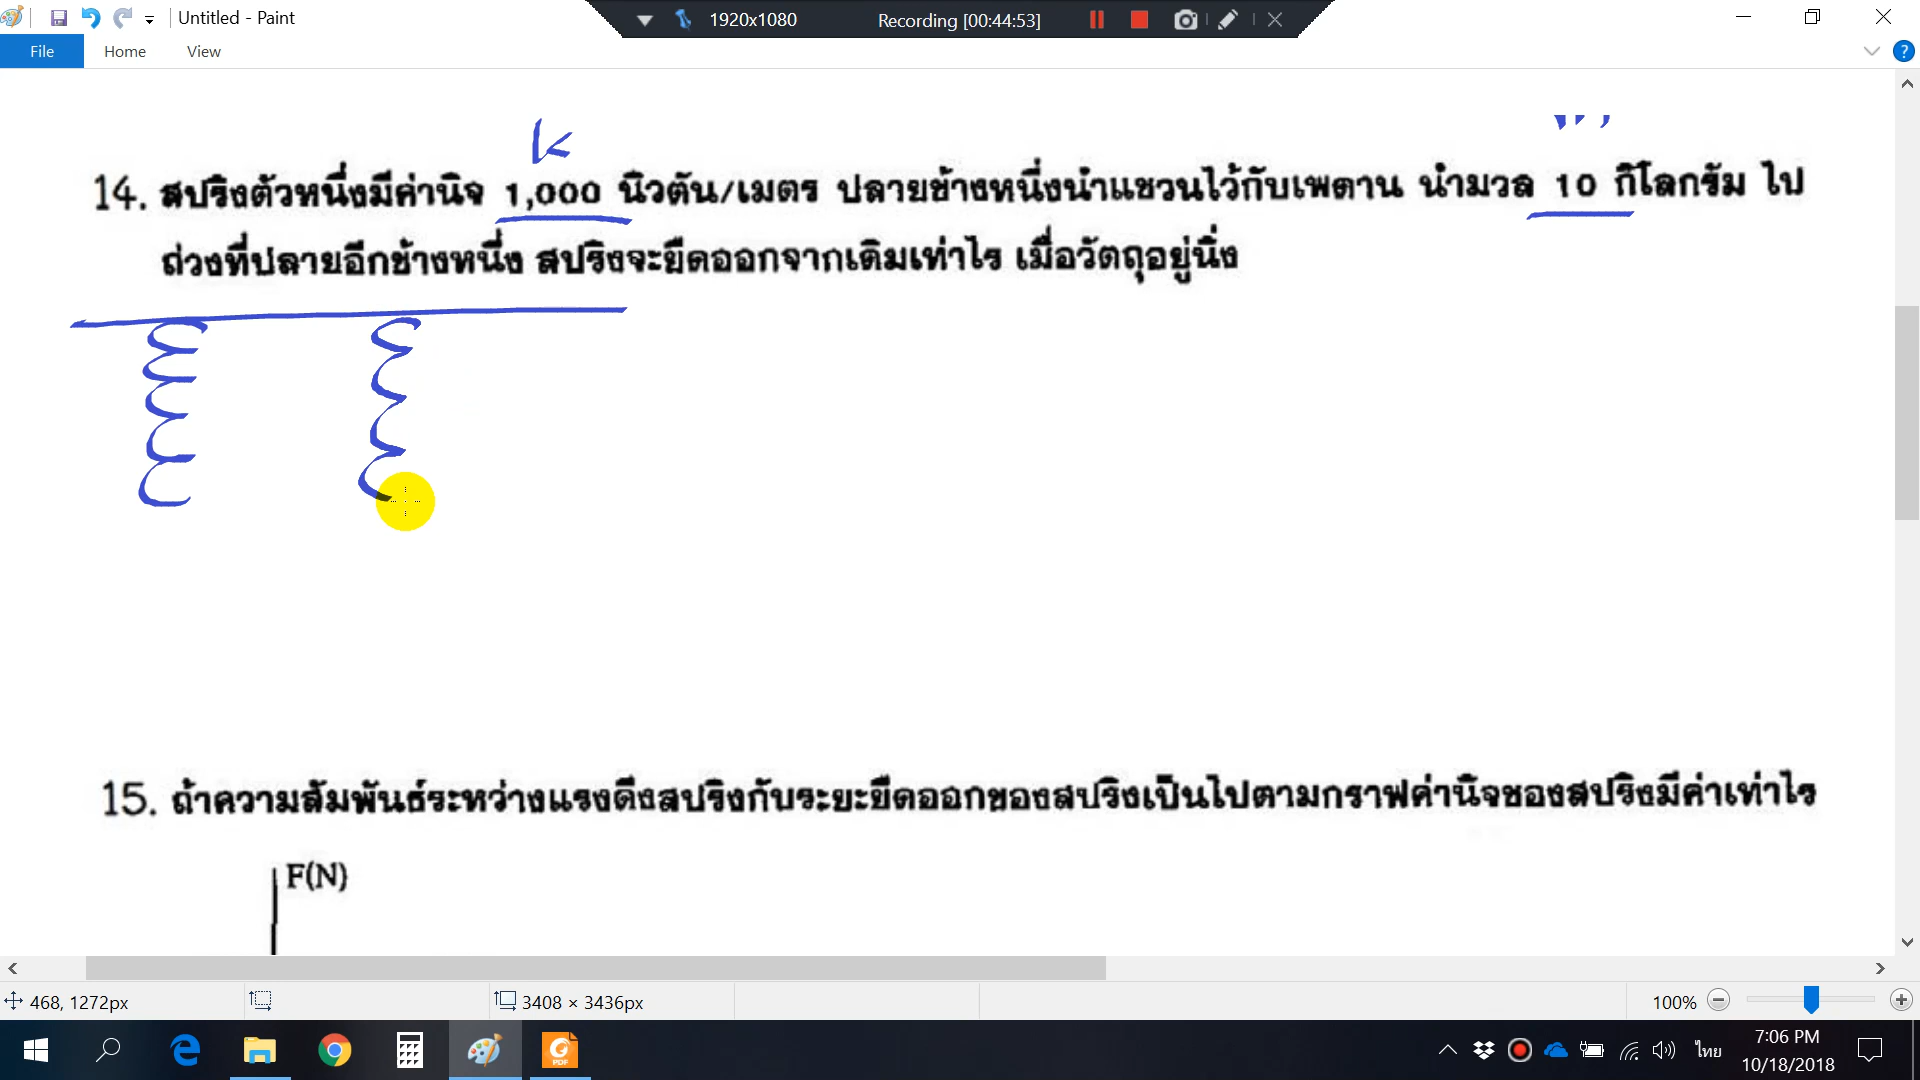 Untitled - Paint
1920x1080
Recording [00:44:53]
File
Home
View
k
14. สปริงตัวหนึ่งมีค่านิจ 1,000 นิวตัน/เมตร ปลายข้างหนึ่งนำแขวนไว้กับเพดาน นำมวล 10 กิโลกรัม ไป
ถ่วงที่ปลายอีกข้างหนึ่ง สปริงจะยืดออกจากเดิมเท่าไร เมื่อวัตถุอยู่นิ่ง
15. ถ้าความสัมพันธ์ระหว่างแรงดึงสปริงกับระยะยืดออกของสปริงเป็นไปตามกราฟค่านิจของสปริงมีค่าเท่าไร
F(N)
468, 1272px
3408 × 3436px
100%
PDF
ไทย
7:06 PM
10/18/2018